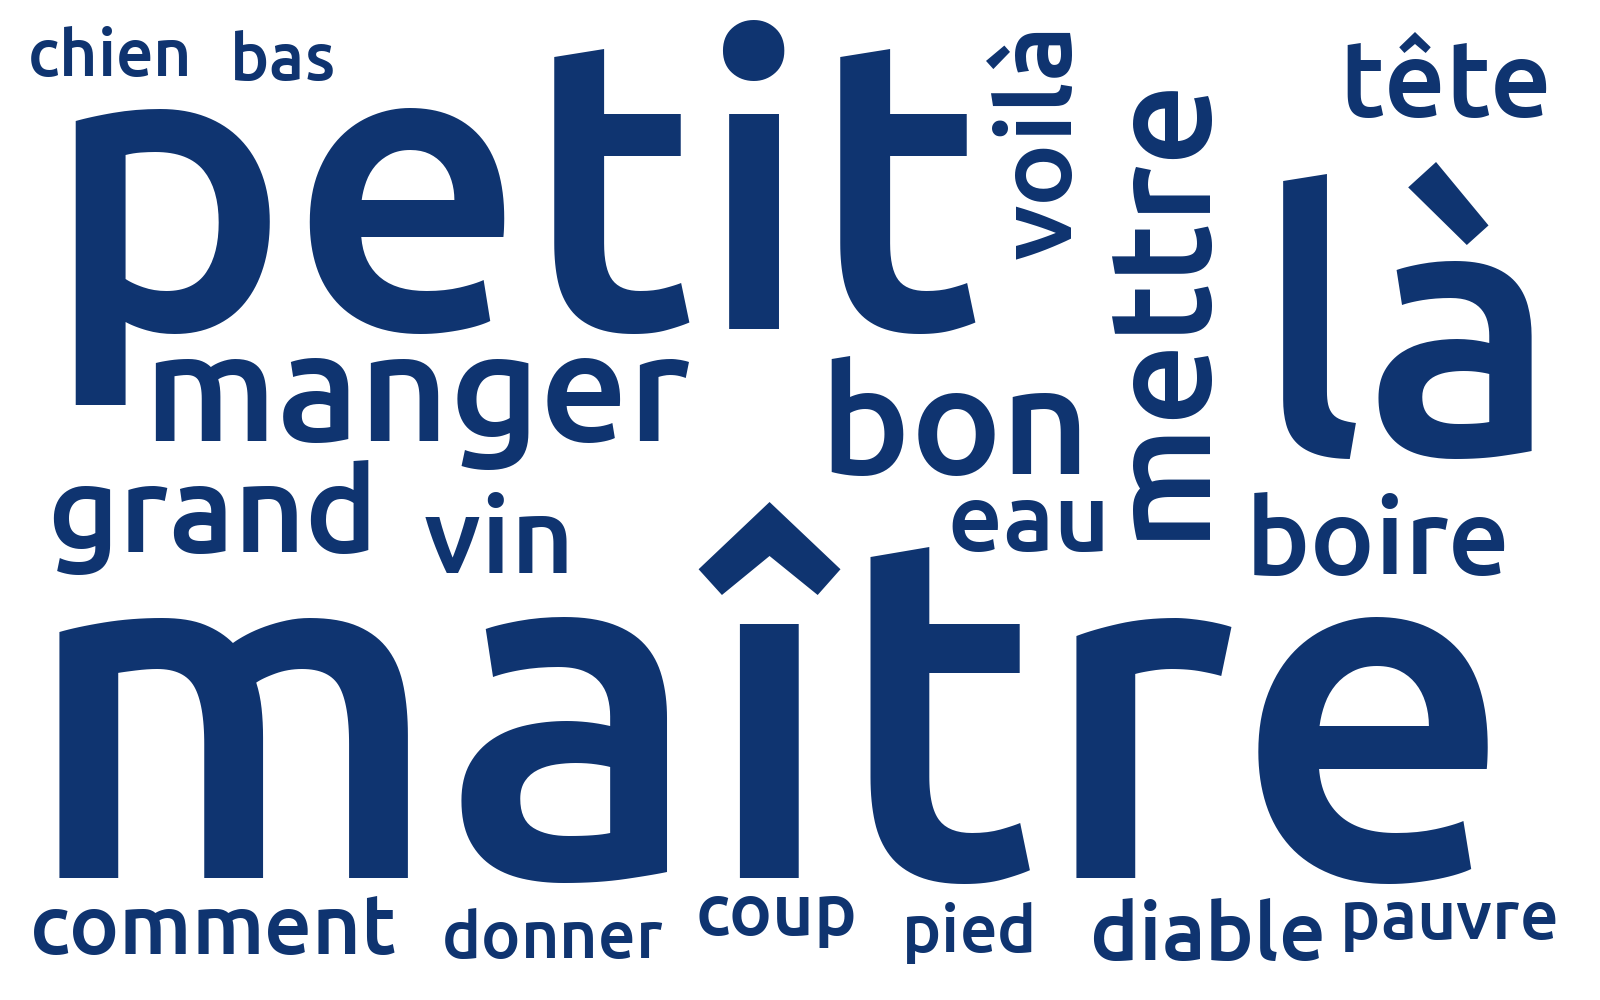 chien
bas
petit
voilà
mettre
tête
là
manger
bon
grand
vin
eau
boire
maître
comment
donner
coup
pied
diable
pauvre